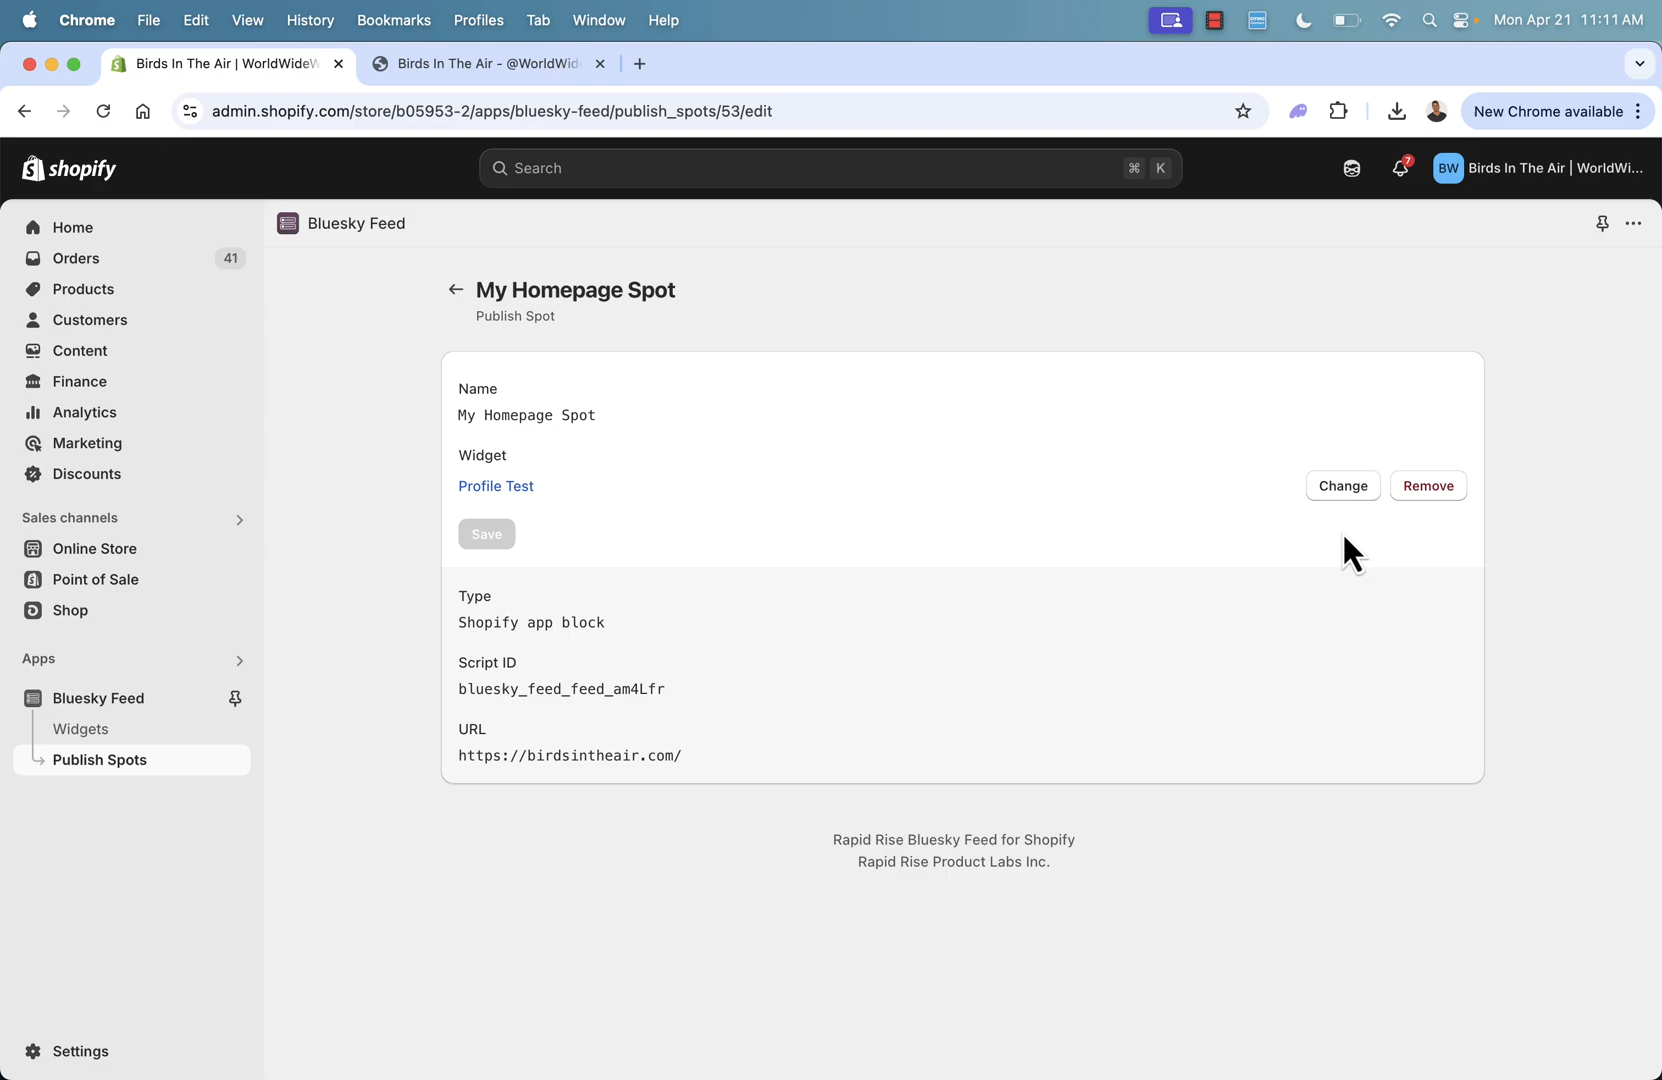 Chrome File Edit View History Bookmarks Profiles Tab Window Help
DYMO
Mon Apr 21 11:11 AM
Birds In The Air | WorldWideW
Birds In The Air - @WorldWid
admin.shopify.com/store/b05953-2/apps/bluesky-feed/publish_spots/53/edit
New Chrome available
shopify
Search
⌘ K
7
BW
Birds In The Air | WorldWi...
Home
Orders 41
Products
Customers
Content
Finance
Analytics
Marketing
Discounts
Sales channels
Online Store
Point of Sale
Shop
Apps
Bluesky Feed
Widgets
Publish Spots
Settings
Bluesky Feed
My Homepage Spot
Publish Spot
Name
My Homepage Spot
Widget
Profile Test
Change
Remove
Save
Type
Shopify app block
Script ID
bluesky_feed_feed_am4Lfr
URL
https://birdsintheair.com/
Rapid Rise Bluesky Feed for Shopify
Rapid Rise Product Labs Inc.